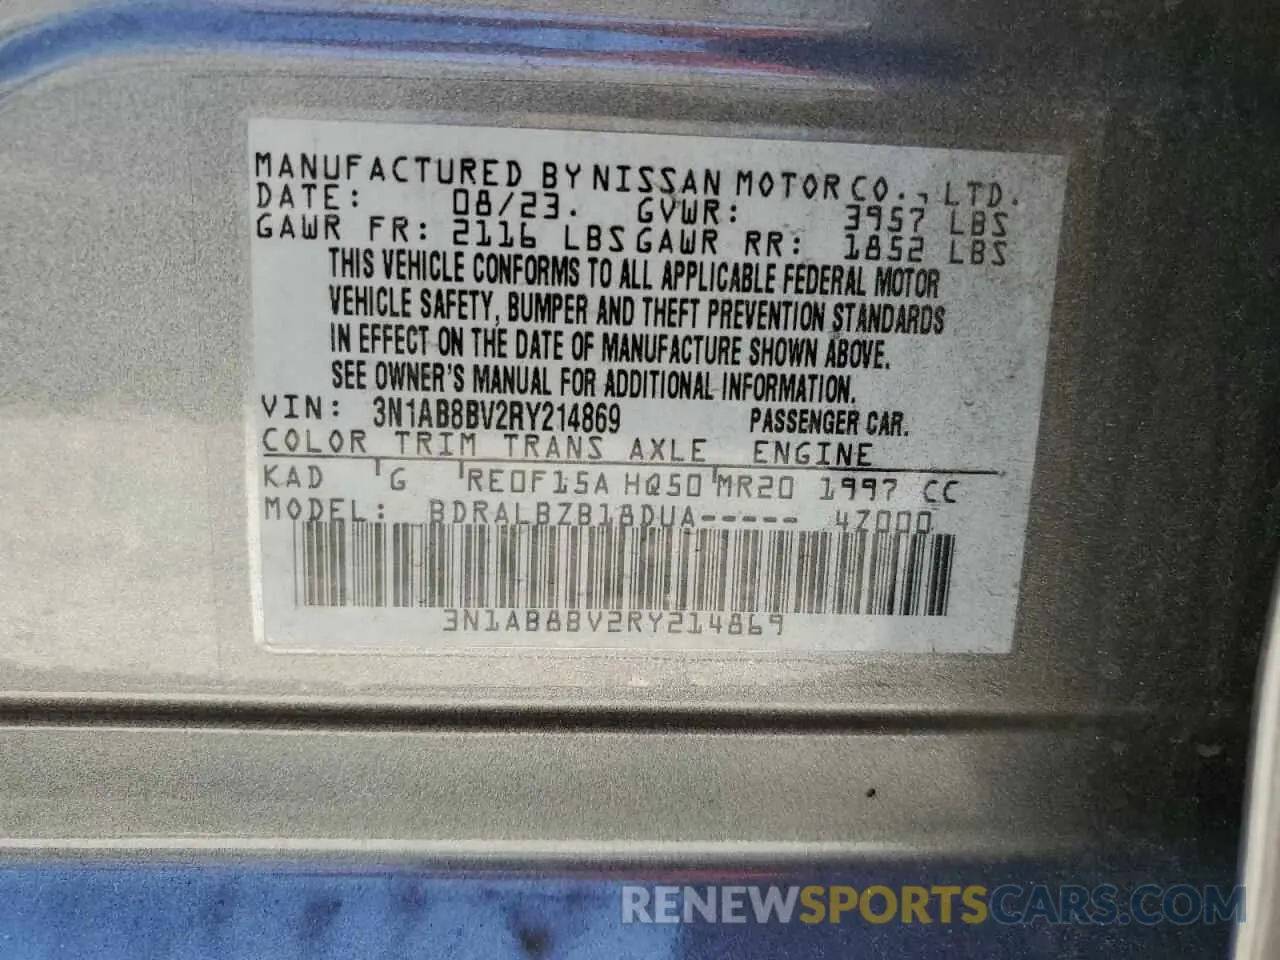 MANUFACTURED BY NISSAN MOTOR CO., LTD.
DATE: 08/23. GVWR: 3957 LBS
GAWR FR: 2116 LBS GAWR RR: 1852 LBS
THIS VEHICLE CONFORMS TO ALL APPLICABLE FEDERAL MOTOR
VEHICLE SAFETY, BUMPER AND THEFT PREVENTION STANDARDS
IN EFFECT ON THE DATE OF MANUFACTURE SHOWN ABOVE.
SEE OWNER'S MANUAL FOR ADDITIONAL INFORMATION.
VIN: 3N1AB8BV2RY214869 PASSENGER CAR.
COLOR TRIM TRANS AXLE ENGINE
KAD G RE0F15A HQ50 MR20 1997 CC
MODEL: BDRALBZB18DUA----- 4Z000
3N1AB8BV2RY214869
RENEWSPORTSCARS.COM